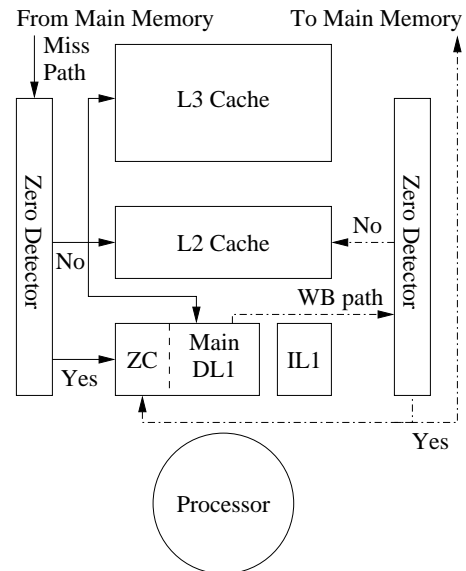 From Main Memory
To Main Memory
Miss
Path
L3 Cache
Zero Detector
Zero Detector
L2 Cache
No
No
WB path
ZC
Main
DL1
IL1
Yes
Yes
Processor